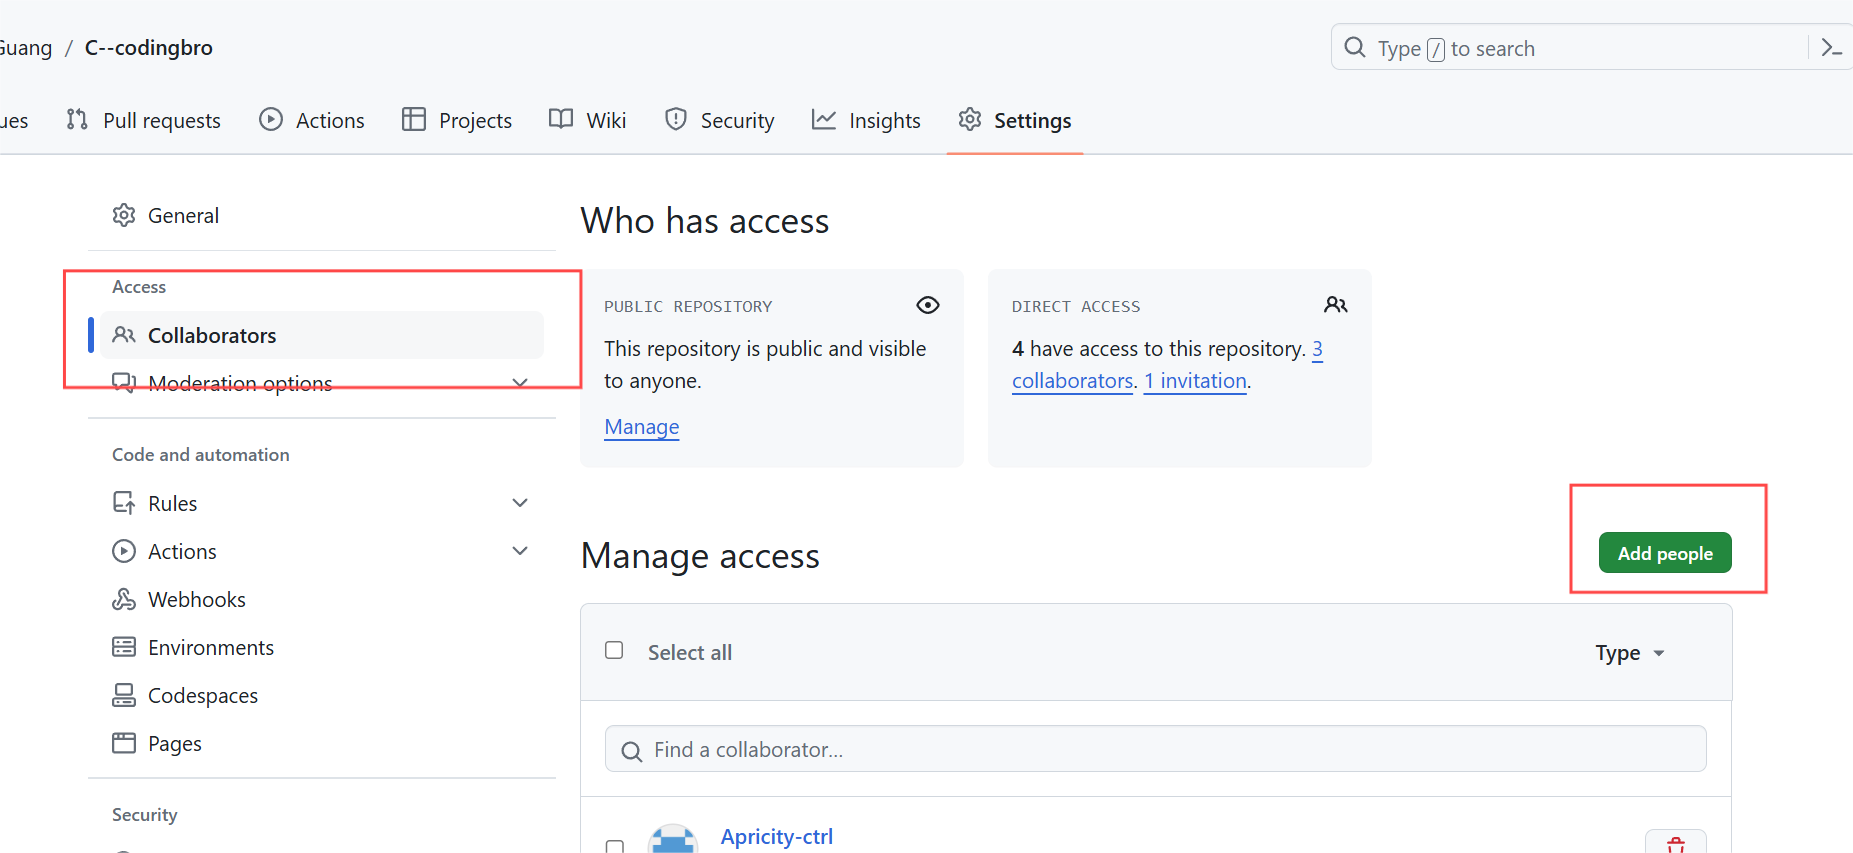 Guang / C--codingbro
Type / to search
ues Pull requests Actions Projects Wiki Security Insights Settings
General
Access
Collaborators
Moderation options
Code and automation
Rules
Actions
Webhooks
Environments
Codespaces
Pages
Security
Who has access
PUBLIC REPOSITORY
This repository is public and visible
to anyone.
Manage
DIRECT ACCESS
4 have access to this repository. 3
collaborators. 1 invitation.
Manage access
Add people
Select all
Type
Find a collaborator...
Apricity-ctrl